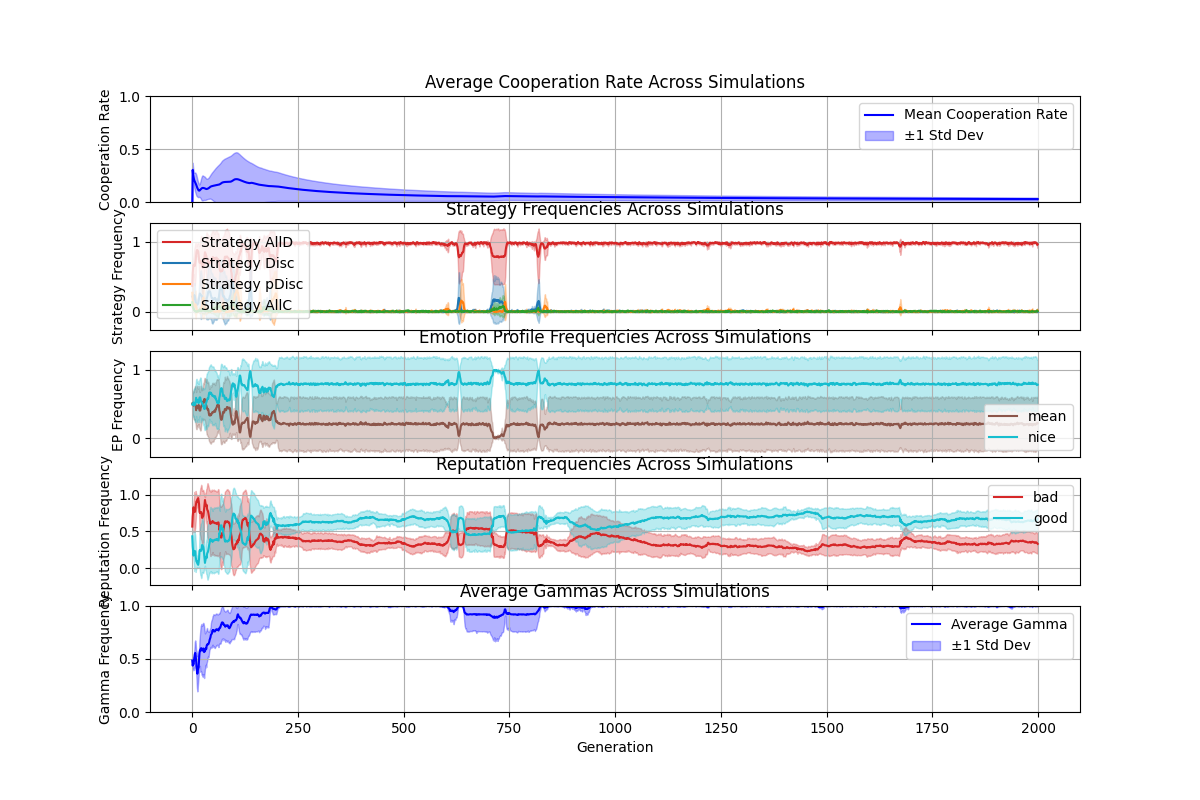 Average Cooperation Rate Across Simulations
Cooperation Rate
1.0
0.5
0.0
Mean Cooperation Rate
±1 Std Dev
Strategy Frequencies Across Simulations
Strategy Frequency
1
0
Strategy AllD
Strategy Disc
Strategy pDisc
Strategy AllC
Emotion Profile Frequencies Across Simulations
EP Frequency
1
0
mean
nice
Reputation Frequencies Across Simulations
Reputation Frequency
1.0
0.5
0.0
bad
good
Average Gammas Across Simulations
Gamma Frequency
1.0
0.5
0.0
Average Gamma
±1 Std Dev
0 250 500 750 1000 1250 1500 1750 2000
Generation